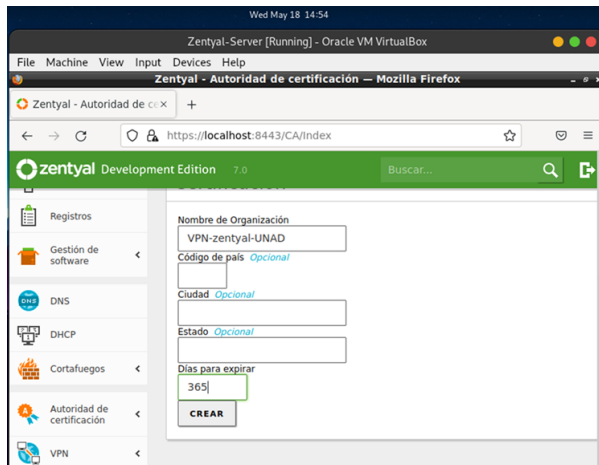 Wed May 18 14:54
Zentyal-Server [Running] - Oracle VM VirtualBox
File Machine View Input Devices Help
Zentyal - Autoridad de certificación — Mozilla Firefox
Zentyal - Autoridad de ce
https://localhost:8443/CA/Index
zentyal Development Edition 7.0
Buscar...
Registros
Gestión de
software
DNS
DNS
DHCP
Cortafuegos
Autoridad de
certificación
VPN
Nombre de Organización
VPN-zentyal-UNAD
Código de país Opcional
Ciudad Opcional
Estado Opcional
Días para expirar
365
CREAR